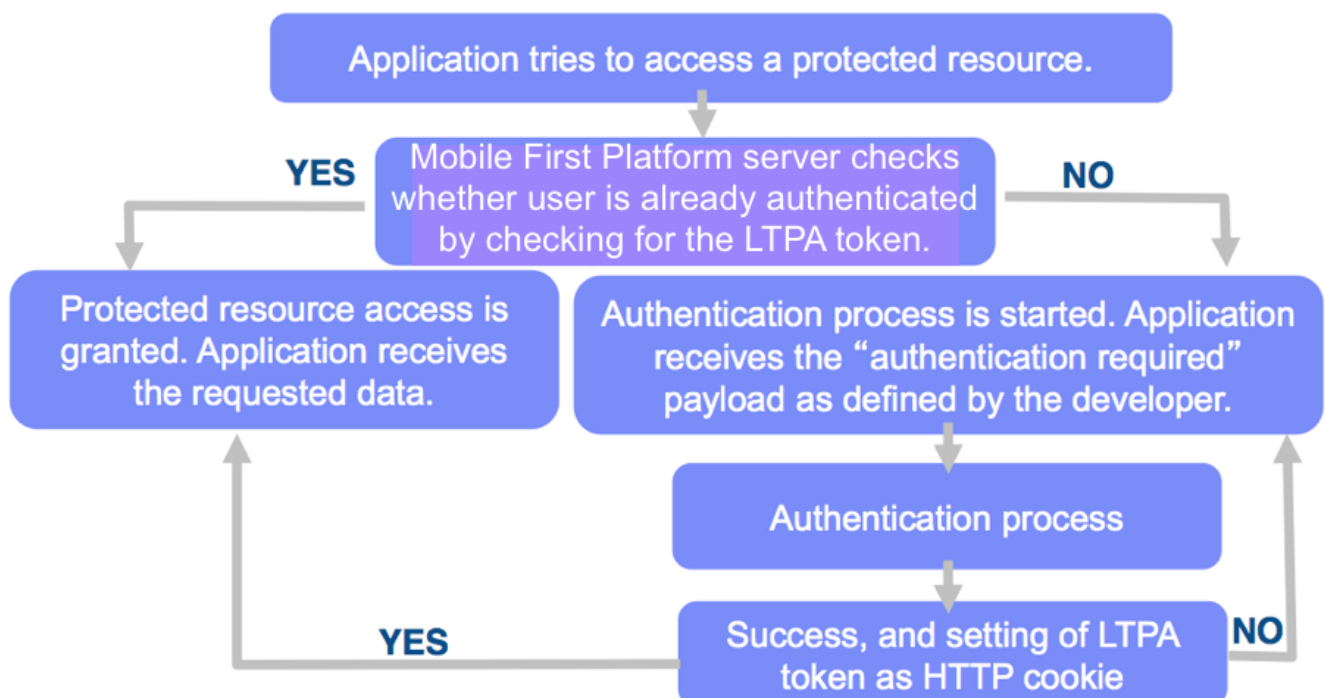 Application tries to access a protected resource.
YES
Mobile First Platform server checks
whether user is already authenticated
by checking for the LTPA token.
NO
Protected resource access is
granted. Application receives
the requested data.
Authentication process is started. Application
receives the “authentication required”
payload as defined by the developer.
Authentication process
YES
Success, and setting of LTPA
token as HTTP cookie
NO